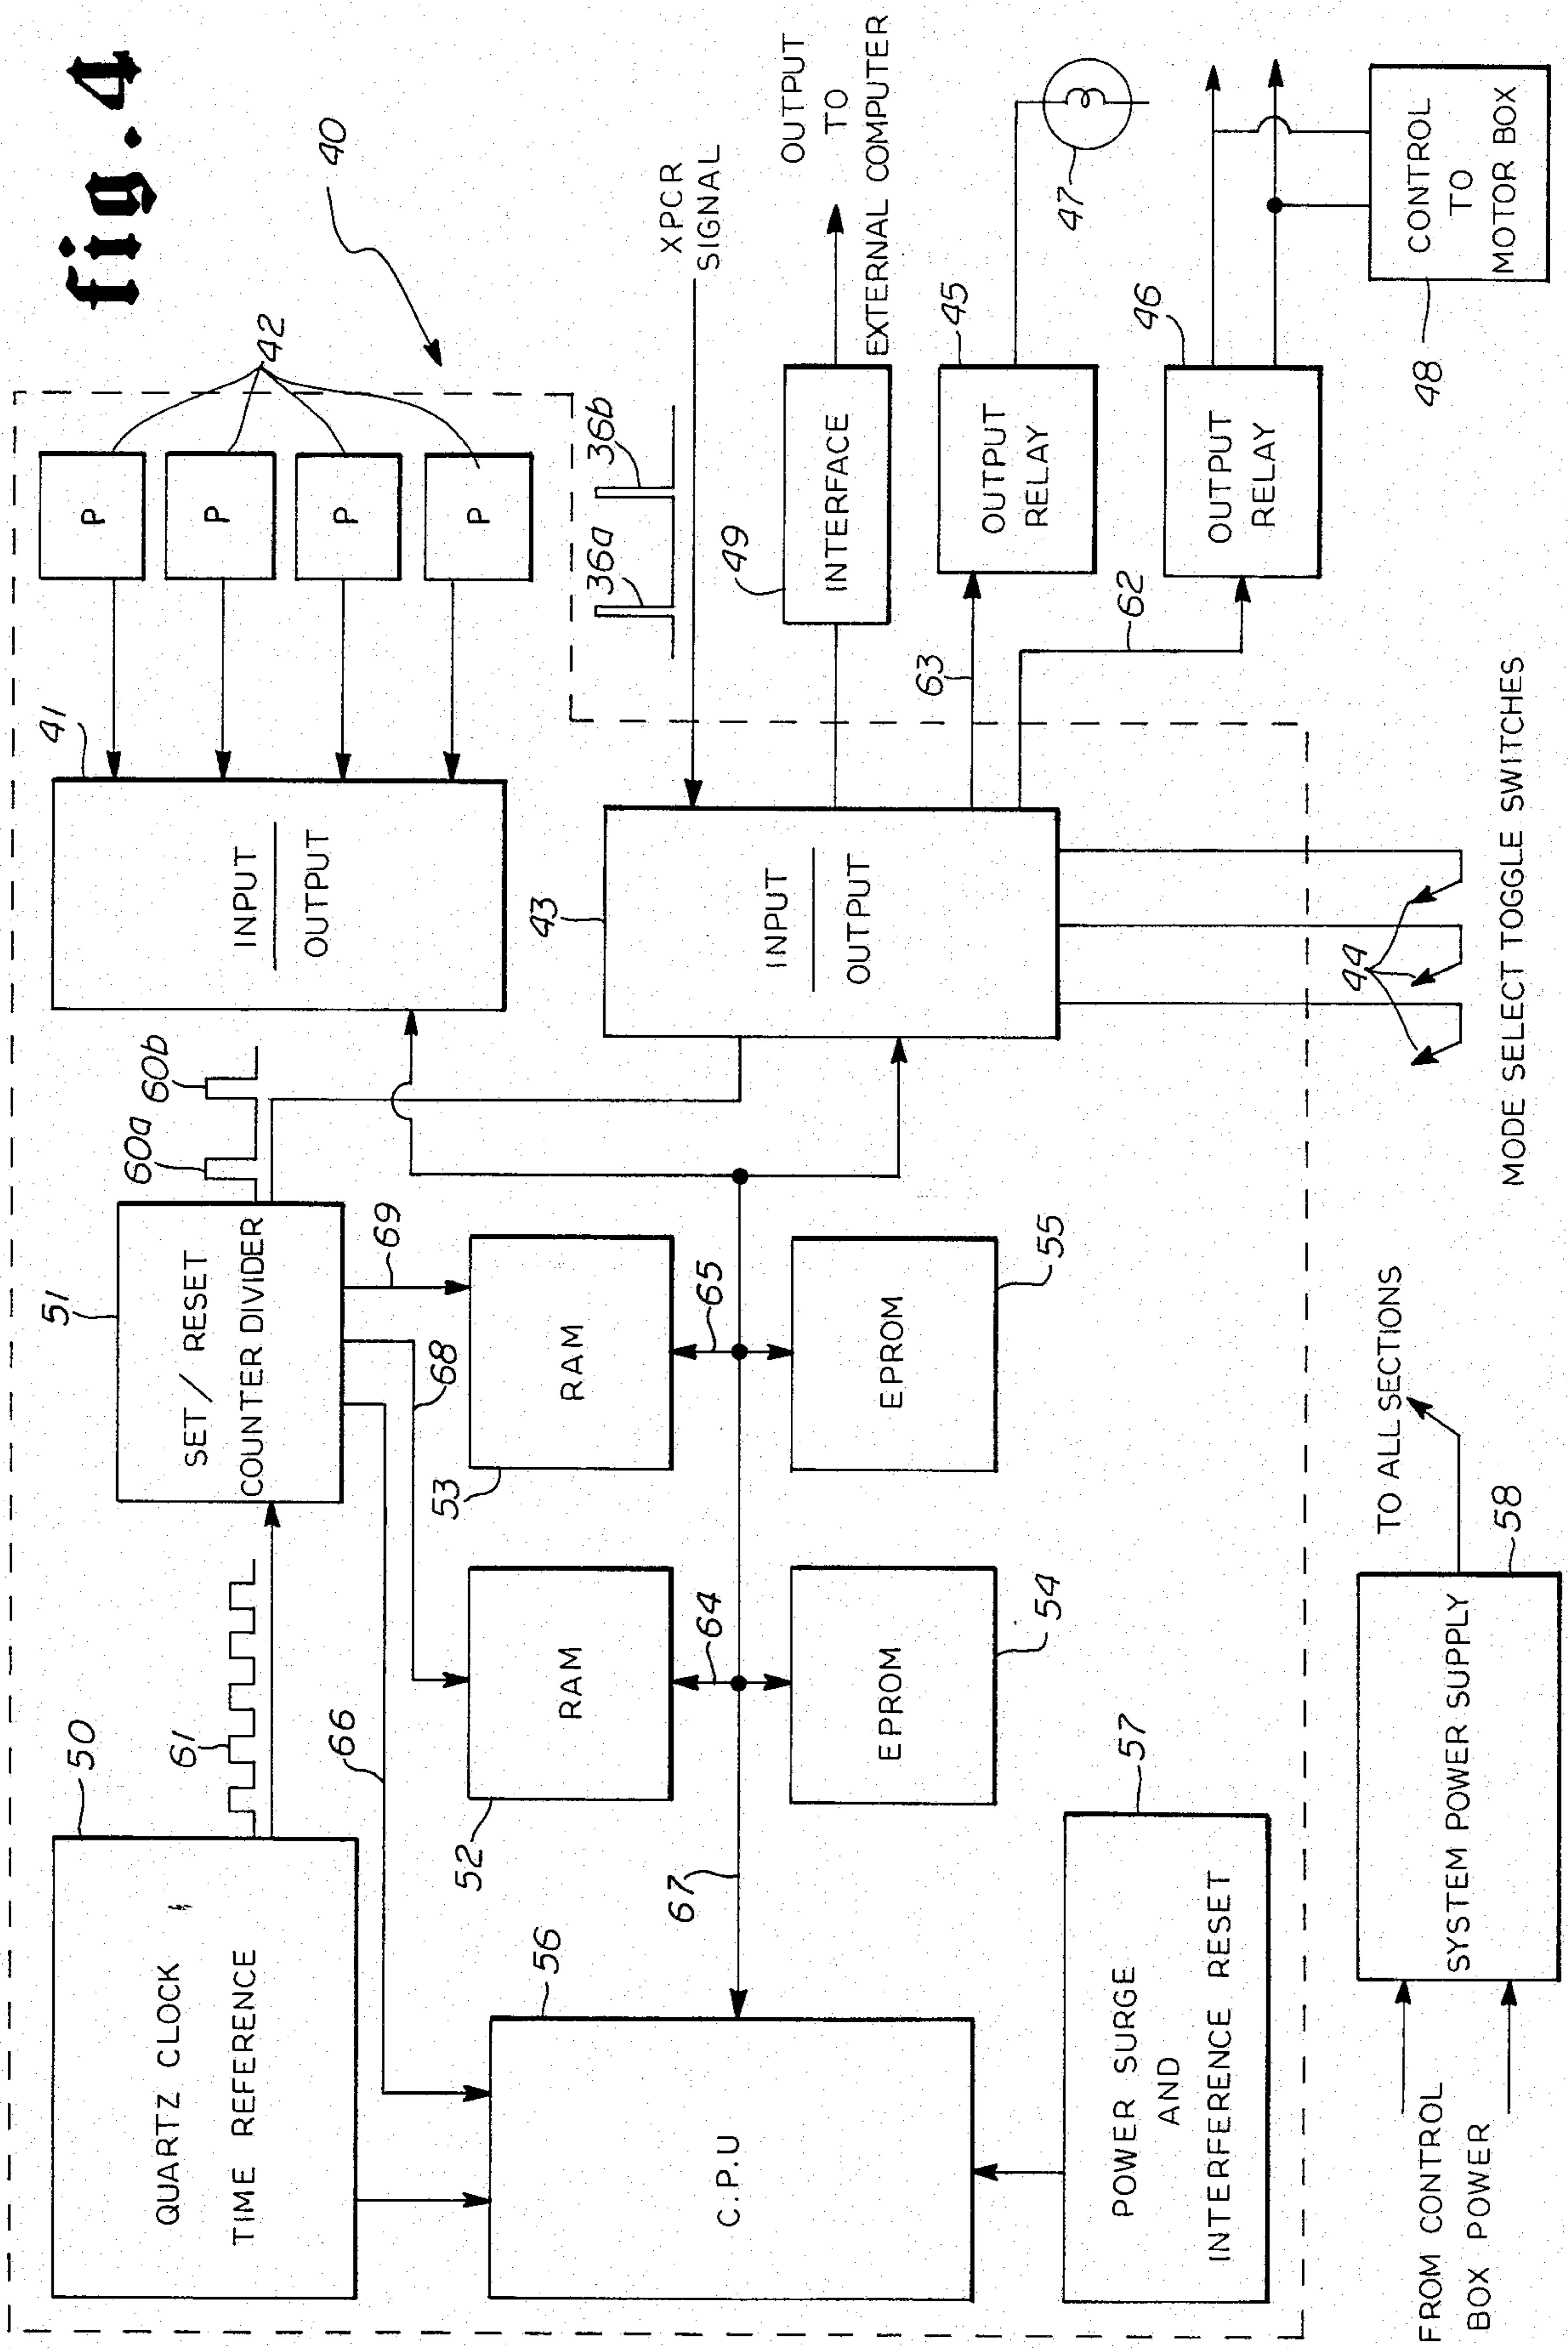 fig.4
40
42
P
P
P
P
41
INPUT
OUTPUT
60a
60b
51
SET / RESET
COUNTER DIVIDER
61
50
QUARTZ CLOCK
TIME REFERENCE
66
68
69
36a
36b
XPCR
SIGNAL
43
INPUT
OUTPUT
49
INTERFACE
OUTPUT
TO
EXTERNAL COMPUTER
63
45
OUTPUT
RELAY
47
62
46
OUTPUT
RELAY
48
CONTROL
TO
MOTOR BOX
44
MODE SELECT TOGGLE SWITCHES
53
RAM
65
EPROM
55
52
RAM
64
EPROM
54
67
56
C.P.U
57
POWER SURGE
AND
INTERFERENCE RESET
TO ALL SECTIONS
58
SYSTEM POWER SUPPLY
FROM CONTROL
BOX POWER